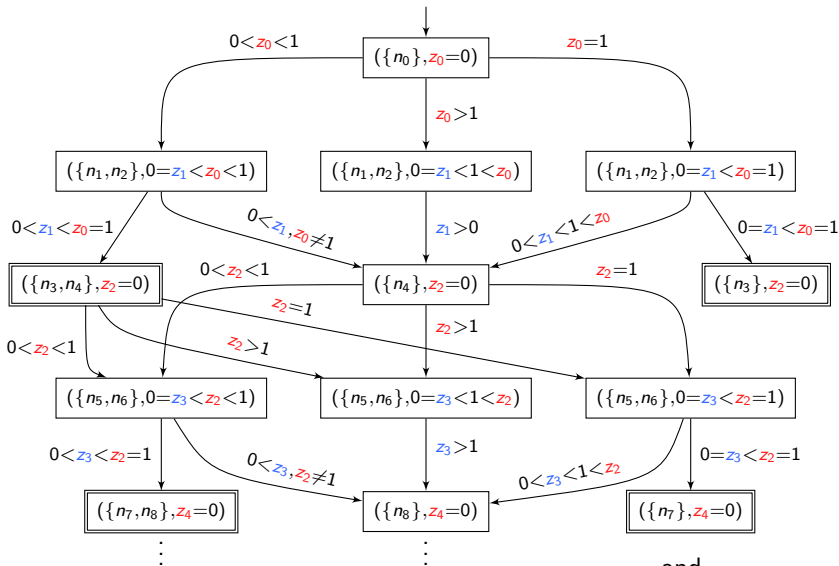 0<z₀<1
({n₀},z₀=0)
z₀=1
z₀>1
({n₁,n₂},0=z₁<z₀<1)
({n₁,n₂},0=z₁<1<z₀)
({n₁,n₂},0=z₁<z₀=1)
0<z₁<z₀=1
0<z₁,z₀≠1
z₁>0
0<z₁<1<z₀
0=z₁<z₀=1
({n₃,n₄},z₂=0)
0<z₂<1
({n₄},z₂=0)
z₂=1
({n₃},z₂=0)
z₂=1
0<z₂<1
z₂>1
z₂>1
({n₅,n₆},0=z₃<z₂<1)
({n₅,n₆},0=z₃<1<z₂)
({n₅,n₆},0=z₃<z₂=1)
0<z₃<z₂=1
0<z₃,z₂≠1
z₃>1
0<z₃<1<z₂
0=z₃<z₂=1
({n₇,n₈},z₄=0)
({n₈},z₄=0)
({n₇},z₄=0)
⋮
⋮